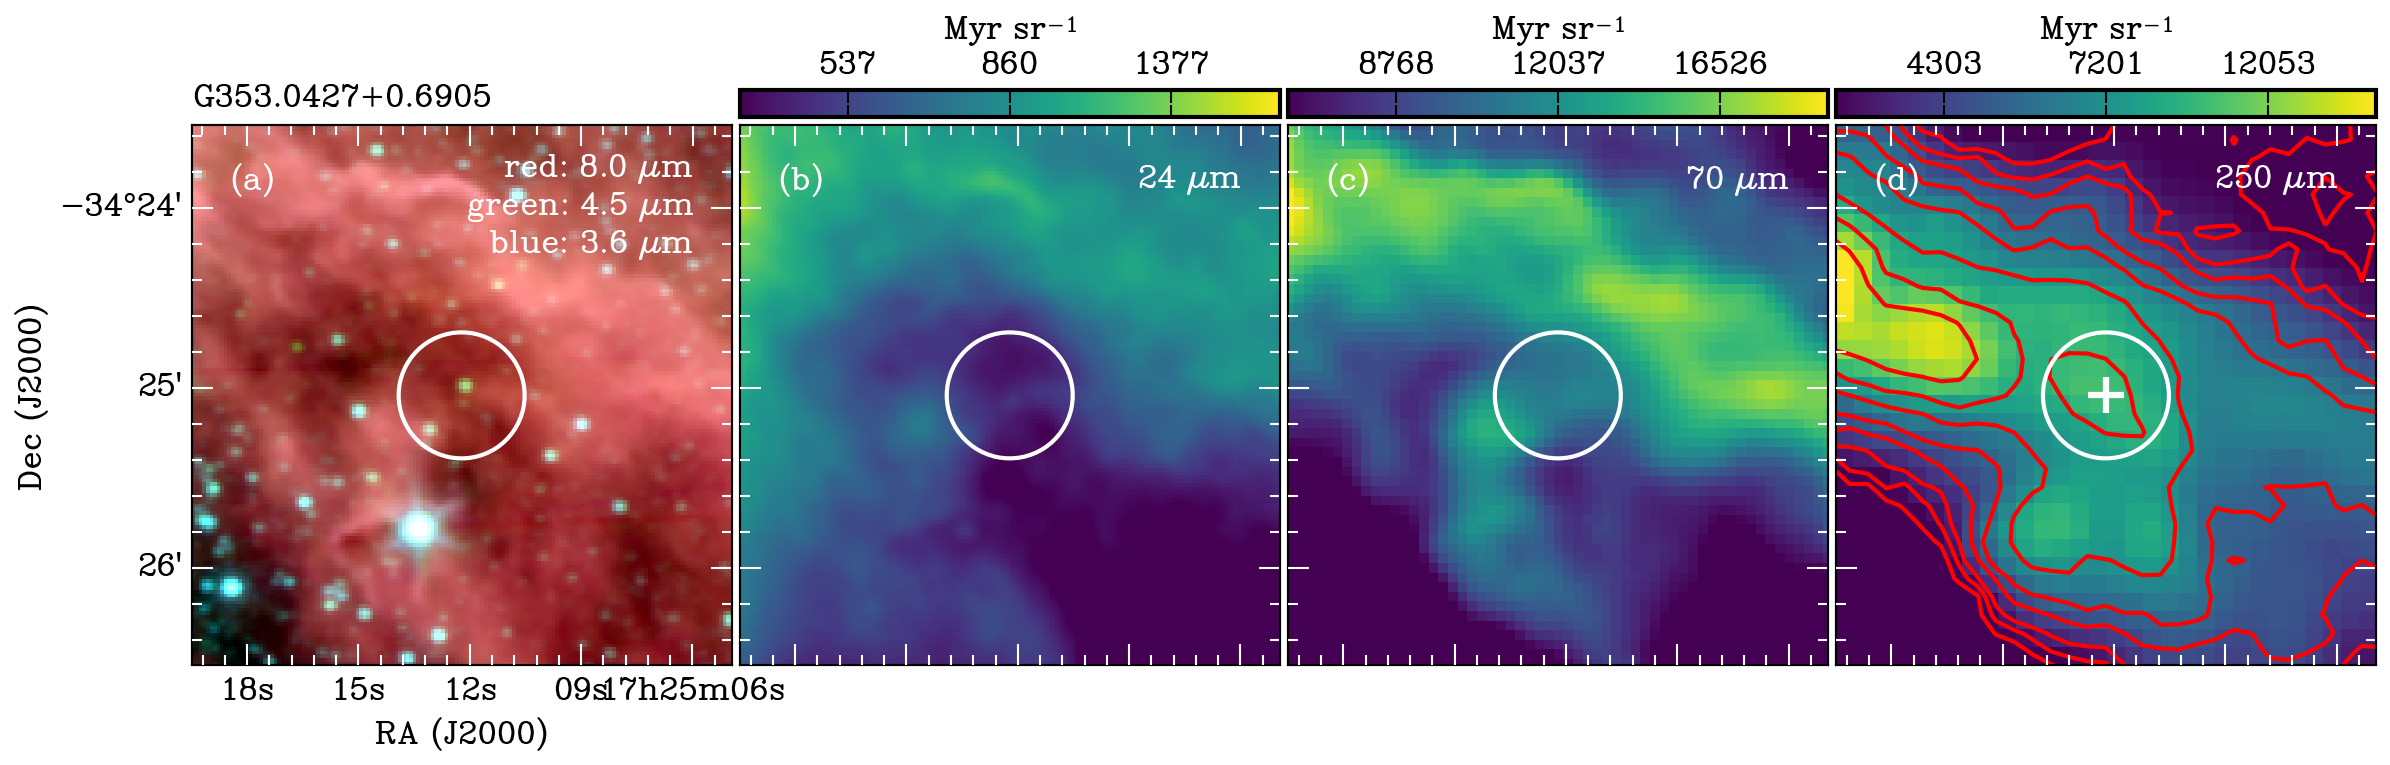 Myr sr⁻¹ Myr sr⁻¹ Myr sr⁻¹
537 860 1377 8768 12037 16526 4303 7201 12053
G353.0427+0.6905
(a) red: 8.0 μm
green: 4.5 μm
blue: 3.6 μm
(b) 24 μm
(c) 70 μm
(d) 250 μm
−34°24'
25'
26'
Dec (J2000)
18s 15s 12s 09s 17h25m06s
RA (J2000)